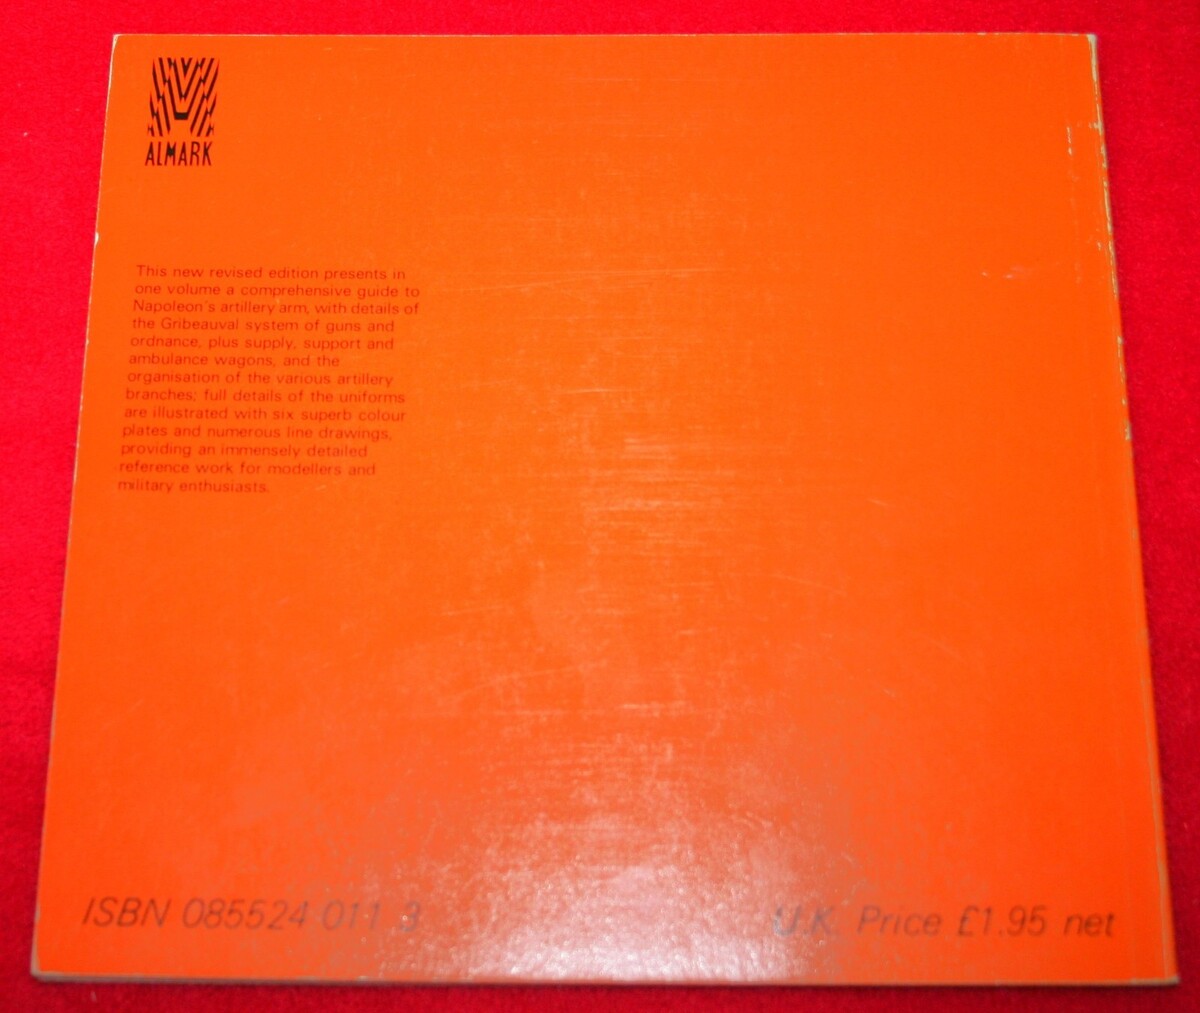 ALMARK
This new revised edition presents in
one volume a comprehensive guide to
Napoleon's artillery arm, with details of
the Gribeauval system of guns and
ordnance, plus supply, support and
ambulance wagons, and the
organisation of the various artillery
branches; full details of the uniforms
are illustrated with six superb colour
plates and numerous line drawings,
providing an immensely detailed
reference work for modellers and
military enthusiasts.
ISBN 085524 011 3
U.K. Price £1.95 net